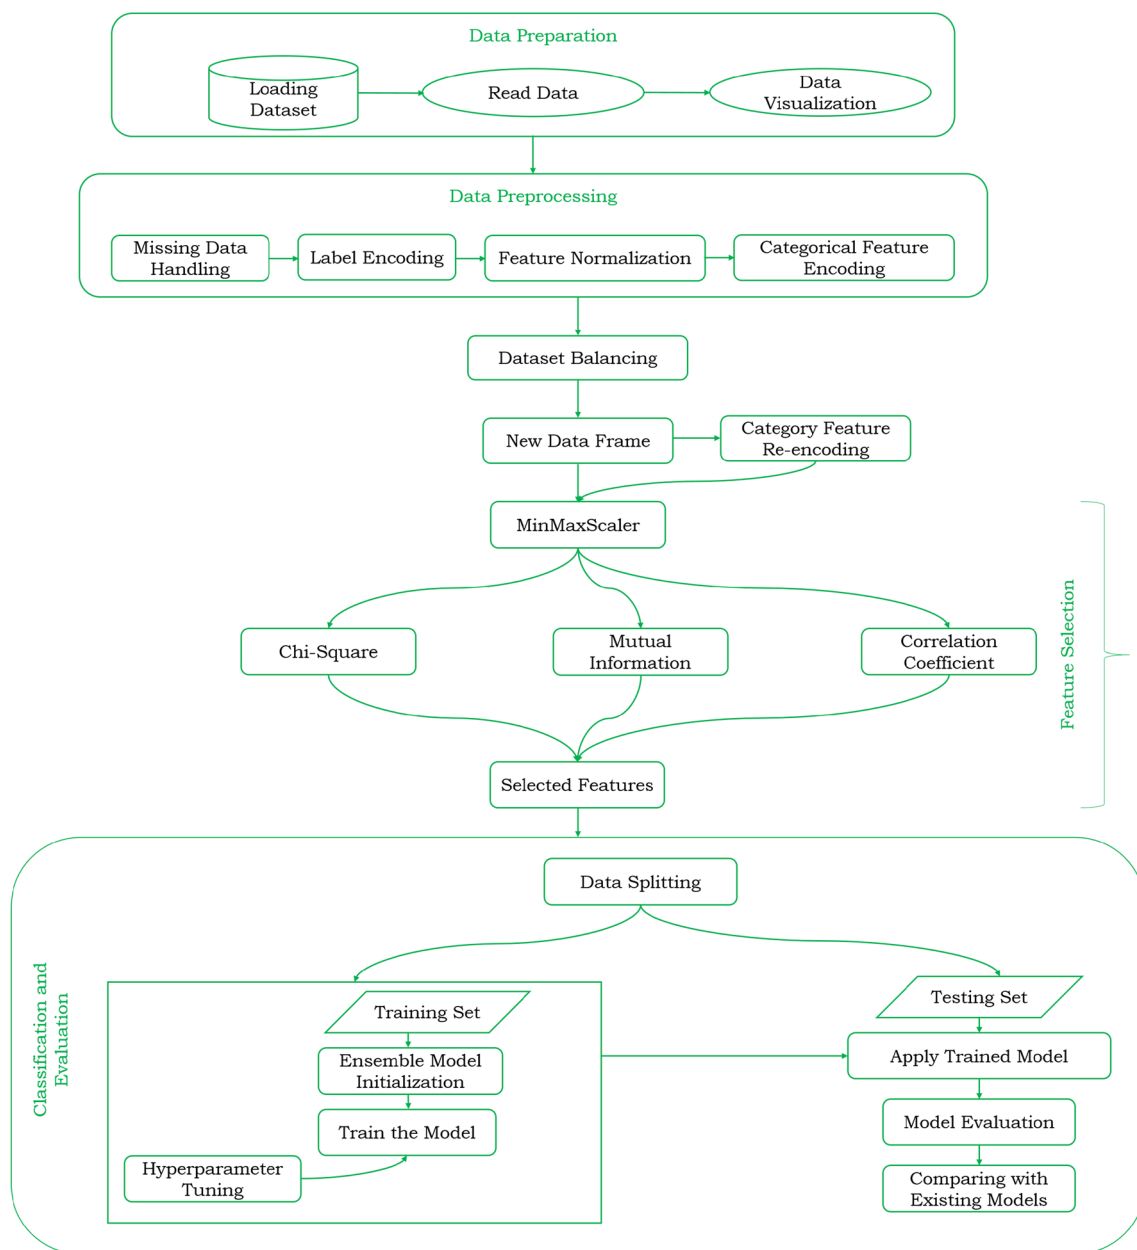 Data Preparation
Loading
Dataset
Read Data
Data
Visualization
Data Preprocessing
Missing Data
Handling
Label Encoding
Feature Normalization
Categorical Feature
Encoding
Dataset Balancing
New Data Frame
Category Feature
Re-encoding
MinMaxScaler
Feature Selection
Chi-Square
Mutual
Information
Correlation
Coefficient
Selected Features
Classification and
Evaluation
Data Splitting
Training Set
Ensemble Model
Initialization
Train the Model
Hyperparameter
Tuning
Testing Set
Apply Trained Model
Model Evaluation
Comparing with
Existing Models